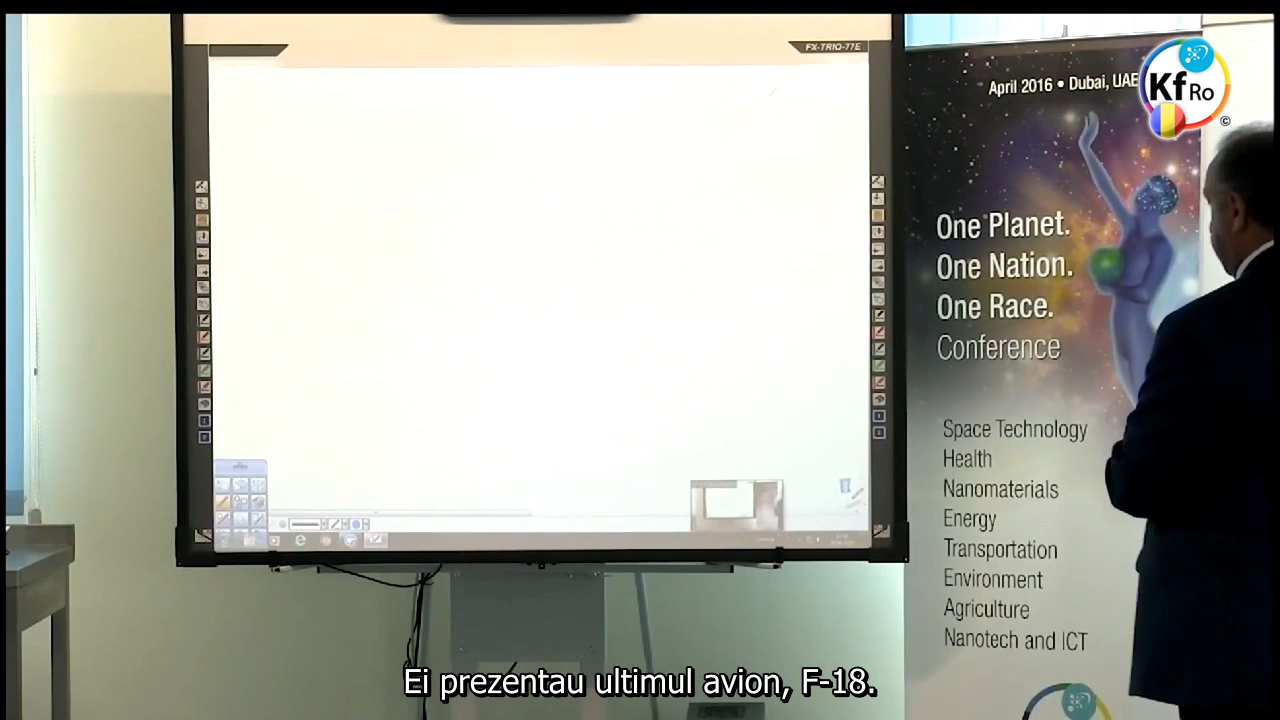 FX-TRIO-77E
April 2016 • Dubai, UAE
Kf Ro
©
One Planet.
One Nation.
One Race.
Conference
Space Technology
Health
Nanomaterials
Energy
Transportation
Environment
Agriculture
Nanotech and ICT
Ei prezentau ultimul avion, F-18.